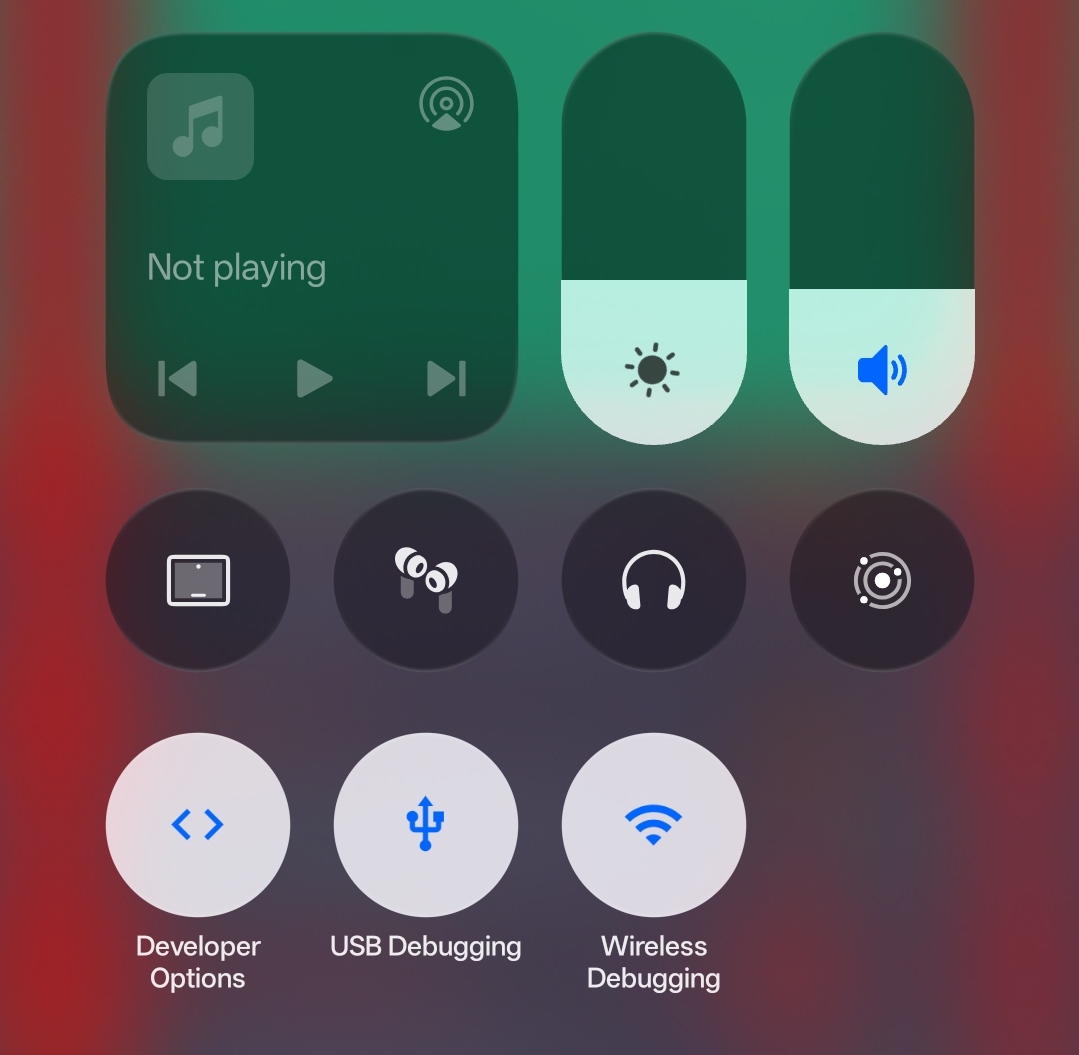 Not playing
Developer
Options
USB Debugging
Wireless
Debugging